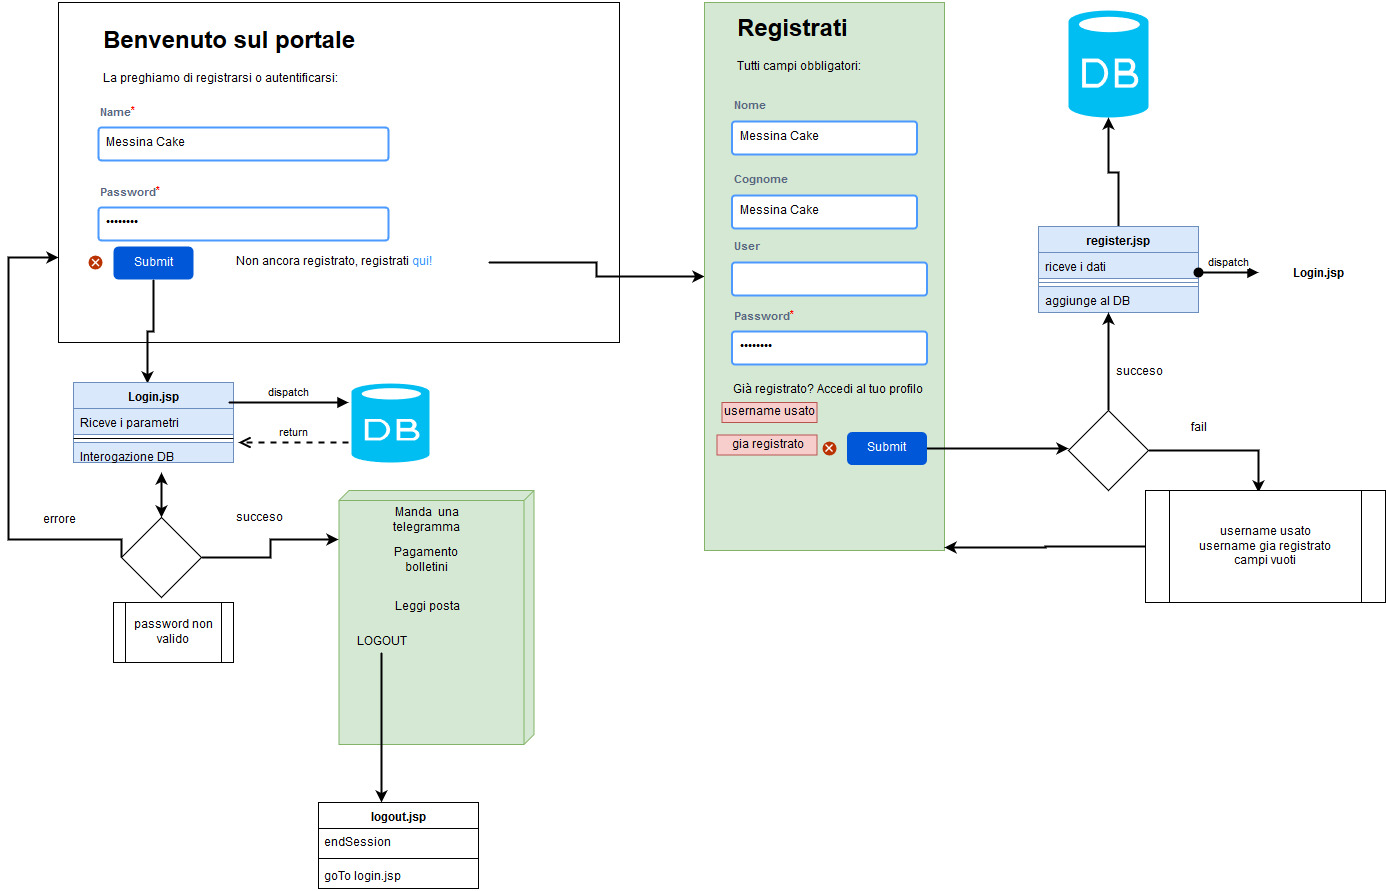 Benvenuto sul portale
La preghiamo di registrarsi o autentificarsi:
Name*
Messina Cake
Password*
••••••••
Submit
Non ancora registrato, registrati qui!
Login.jsp
Riceve i parametri
Interogazione DB
dispatch
return
DB
errore
succeso
password non
valido
Manda una
telegramma
Pagamento
bolletini
Leggi posta
LOGOUT
logout.jsp
endSession
goTo login.jsp
Registrati
Tutti campi obbligatori:
Nome
Messina Cake
Cognome
Messina Cake
User
Password*
••••••••
Già registrato? Accedi al tuo profilo
username usato
gia registrato
Submit
DB
register.jsp
riceve i dati
aggiunge al DB
dispatch
Login.jsp
succeso
fail
username usato
username gia registrato
campi vuoti